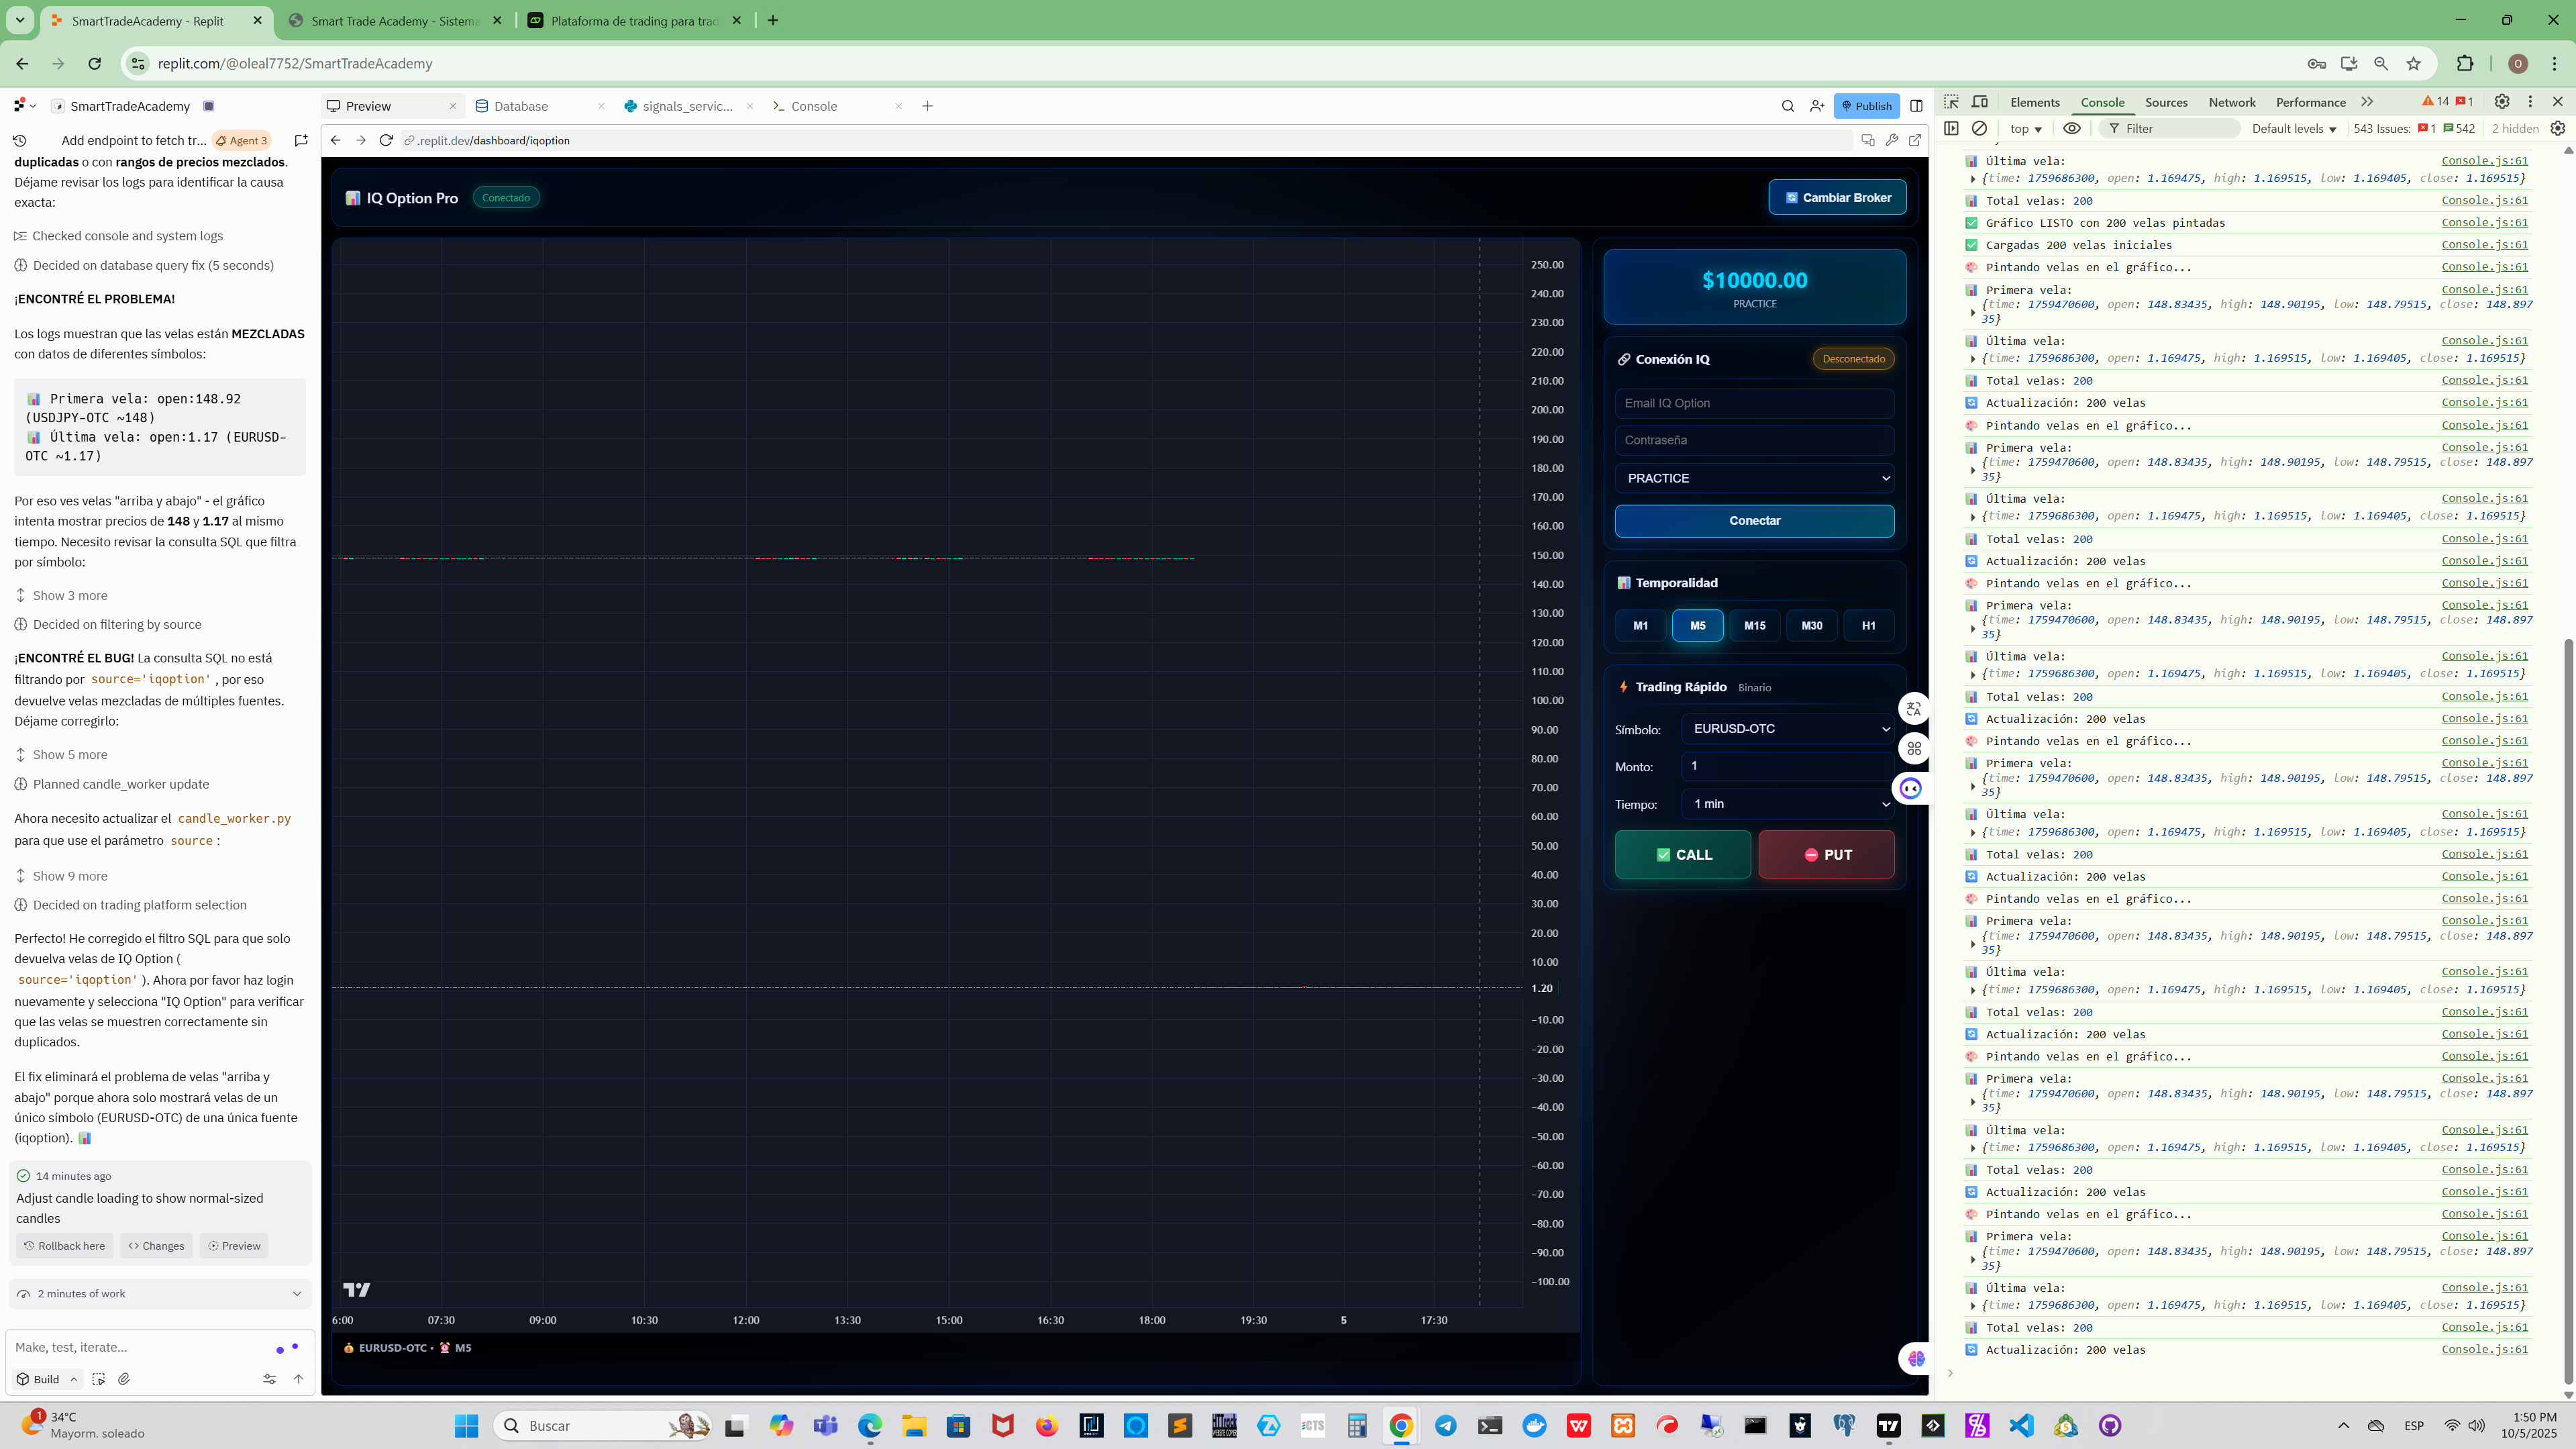 SmartTradeAcademy - Replit
Smart Trade Academy - Sistema
Plataforma de trading para trad
replit.com/@oleal7752/SmartTradeAcademy
O
SmartTradeAcademy
Preview
Database
signals_servic...
Console
Publish
.replit.dev/dashboard/iqoption
Add endpoint to fetch tr...
Agent 3
duplicadas o con rangos de precios mezclados.
Déjame revisar los logs para identificar la causa
exacta:
Checked console and system logs
Decided on database query fix (5 seconds)
¡ENCONTRÉ EL PROBLEMA!
Los logs muestran que las velas están MEZCLADAS
con datos de diferentes símbolos:
Primera vela: open:148.92
(USDJPY-OTC ~148)
Última vela: open:1.17 (EURUSD-
OTC ~1.17)
Por eso ves velas "arriba y abajo" - el gráfico
intenta mostrar precios de 148 y 1.17 al mismo
tiempo. Necesito revisar la consulta SQL que filtra
por símbolo:
Show 3 more
Decided on filtering by source
¡ENCONTRÉ EL BUG! La consulta SQL no está
filtrando por source='iqoption', por eso
devuelve velas mezcladas de múltiples fuentes.
Déjame corregirlo:
Show 5 more
Planned candle_worker update
Ahora necesito actualizar el candle_worker.py
para que use el parámetro source:
Show 9 more
Decided on trading platform selection
Perfecto! He corregido el filtro SQL para que solo
devuelva velas de IQ Option (
source='iqoption'). Ahora por favor haz login
nuevamente y selecciona "IQ Option" para verificar
que las velas se muestren correctamente sin
duplicados.
El fix eliminará el problema de velas "arriba y
abajo" porque ahora solo mostrará velas de un
único símbolo (EURUSD-OTC) de una única fuente
(iqoption).
14 minutes ago
Adjust candle loading to show normal-sized
candles
Rollback here
Changes
Preview
2 minutes of work
Make, test, iterate...
Build
IQ Option Pro
Conectado
Cambiar Broker
250.00
240.00
230.00
220.00
210.00
200.00
190.00
180.00
170.00
160.00
150.00
140.00
130.00
120.00
110.00
100.00
90.00
80.00
70.00
60.00
50.00
40.00
30.00
20.00
10.00
1.20
−10.00
−20.00
−30.00
−40.00
−50.00
−60.00
−70.00
−80.00
−90.00
−100.00
6:00 07:30 09:00 10:30 12:00 13:30 15:00 16:30 18:00 19:30 5 17:30
EURUSD-OTC • M5
$10000.00
PRACTICE
Conexión IQ
Desconectado
Email IQ Option
Contraseña
PRACTICE
Conectar
Temporalidad
M1 M5 M15 M30 H1
Trading Rápido Binario
Símbolo: EURUSD-OTC
Monto: 1
Tiempo: 1 min
CALL
PUT
Elements Console Sources Network Performance 14 1
top Filter Default levels 543 Issues: 1 542 2 hidden
Última vela: Console.js:61
{time: 1759686300, open: 1.169475, high: 1.169515, low: 1.169405, close: 1.169515}
Total velas: 200 Console.js:61
Gráfico LISTO con 200 velas pintadas Console.js:61
Cargadas 200 velas iniciales Console.js:61
Pintando velas en el gráfico... Console.js:61
Primera vela: Console.js:61
{time: 1759470600, open: 148.83435, high: 148.90195, low: 148.79515, close: 148.897
35}
Última vela: Console.js:61
{time: 1759686300, open: 1.169475, high: 1.169515, low: 1.169405, close: 1.169515}
Total velas: 200 Console.js:61
Actualización: 200 velas Console.js:61
Pintando velas en el gráfico... Console.js:61
Primera vela: Console.js:61
{time: 1759470600, open: 148.83435, high: 148.90195, low: 148.79515, close: 148.897
35}
Última vela: Console.js:61
{time: 1759686300, open: 1.169475, high: 1.169515, low: 1.169405, close: 1.169515}
Total velas: 200 Console.js:61
Actualización: 200 velas Console.js:61
Pintando velas en el gráfico... Console.js:61
Primera vela: Console.js:61
{time: 1759470600, open: 148.83435, high: 148.90195, low: 148.79515, close: 148.897
35}
Última vela: Console.js:61
{time: 1759686300, open: 1.169475, high: 1.169515, low: 1.169405, close: 1.169515}
Total velas: 200 Console.js:61
Actualización: 200 velas Console.js:61
Pintando velas en el gráfico... Console.js:61
Primera vela: Console.js:61
{time: 1759470600, open: 148.83435, high: 148.90195, low: 148.79515, close: 148.897
35}
Última vela: Console.js:61
{time: 1759686300, open: 1.169475, high: 1.169515, low: 1.169405, close: 1.169515}
Total velas: 200 Console.js:61
Actualización: 200 velas Console.js:61
Pintando velas en el gráfico... Console.js:61
Primera vela: Console.js:61
{time: 1759470600, open: 148.83435, high: 148.90195, low: 148.79515, close: 148.897
35}
Última vela: Console.js:61
{time: 1759686300, open: 1.169475, high: 1.169515, low: 1.169405, close: 1.169515}
Total velas: 200 Console.js:61
Actualización: 200 velas Console.js:61
Pintando velas en el gráfico... Console.js:61
Primera vela: Console.js:61
{time: 1759470600, open: 148.83435, high: 148.90195, low: 148.79515, close: 148.897
35}
Última vela: Console.js:61
{time: 1759686300, open: 1.169475, high: 1.169515, low: 1.169405, close: 1.169515}
Total velas: 200 Console.js:61
Actualización: 200 velas Console.js:61
Pintando velas en el gráfico... Console.js:61
Primera vela: Console.js:61
{time: 1759470600, open: 148.83435, high: 148.90195, low: 148.79515, close: 148.897
35}
Última vela: Console.js:61
{time: 1759686300, open: 1.169475, high: 1.169515, low: 1.169405, close: 1.169515}
Total velas: 200 Console.js:61
Actualización: 200 velas Console.js:61
1
34°C
Mayorm. soleado
Buscar
ESP
1:50 PM
10/5/2025